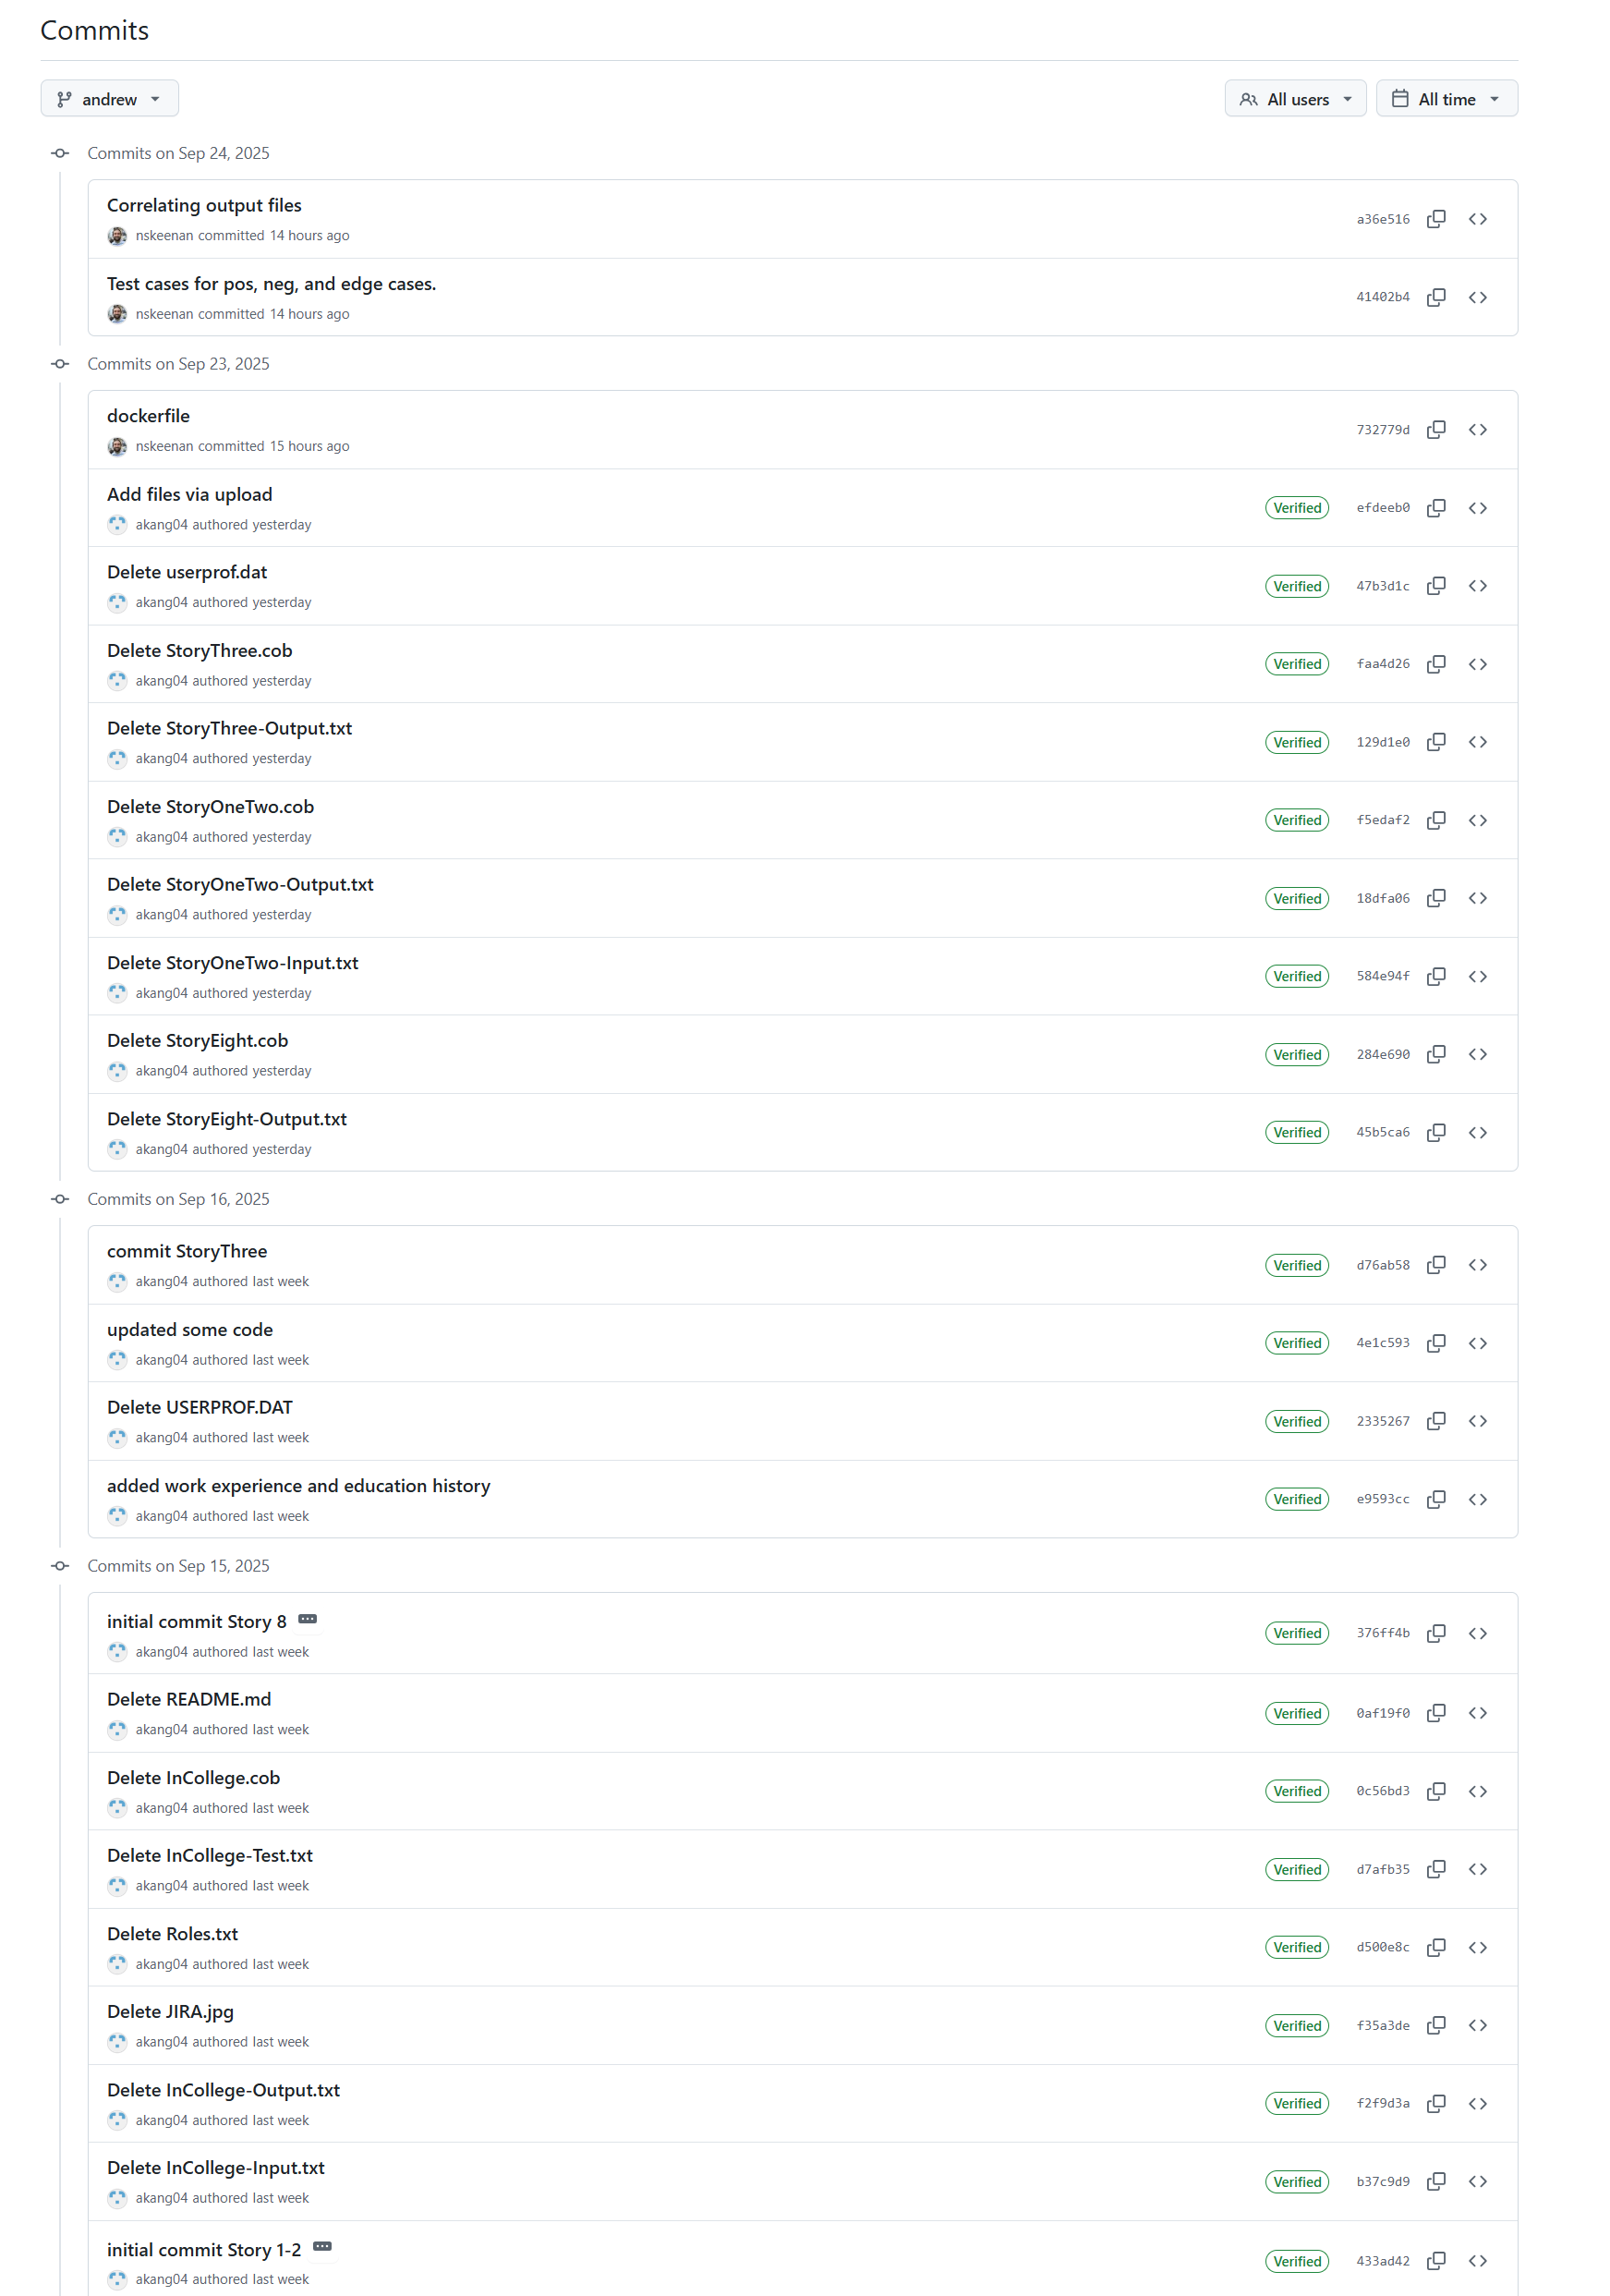 Commits
andrew
All users
All time
Commits on Sep 24, 2025
Correlating output files
nskeenan committed 14 hours ago
a36e516
Test cases for pos, neg, and edge cases.
nskeenan committed 14 hours ago
41402b4
Commits on Sep 23, 2025
dockerfile
nskeenan committed 15 hours ago
732779d
Add files via upload
akang04 authored yesterday
Verified
efdeeb0
Delete userprof.dat
akang04 authored yesterday
Verified
47b3d1c
Delete StoryThree.cob
akang04 authored yesterday
Verified
faa4d26
Delete StoryThree-Output.txt
akang04 authored yesterday
Verified
129d1e0
Delete StoryOneTwo.cob
akang04 authored yesterday
Verified
f5edaf2
Delete StoryOneTwo-Output.txt
akang04 authored yesterday
Verified
18dfa06
Delete StoryOneTwo-Input.txt
akang04 authored yesterday
Verified
584e94f
Delete StoryEight.cob
akang04 authored yesterday
Verified
284e690
Delete StoryEight-Output.txt
akang04 authored yesterday
Verified
45b5ca6
Commits on Sep 16, 2025
commit StoryThree
akang04 authored last week
Verified
d76ab58
updated some code
akang04 authored last week
Verified
4e1c593
Delete USERPROF.DAT
akang04 authored last week
Verified
2335267
added work experience and education history
akang04 authored last week
Verified
e9593cc
Commits on Sep 15, 2025
initial commit Story 8
akang04 authored last week
Verified
376ff4b
Delete README.md
akang04 authored last week
Verified
0af19f0
Delete InCollege.cob
akang04 authored last week
Verified
0c56bd3
Delete InCollege-Test.txt
akang04 authored last week
Verified
d7afb35
Delete Roles.txt
akang04 authored last week
Verified
d500e8c
Delete JIRA.jpg
akang04 authored last week
Verified
f35a3de
Delete InCollege-Output.txt
akang04 authored last week
Verified
f2f9d3a
Delete InCollege-Input.txt
akang04 authored last week
Verified
b37c9d9
initial commit Story 1-2
akang04 authored last week
Verified
433ad42